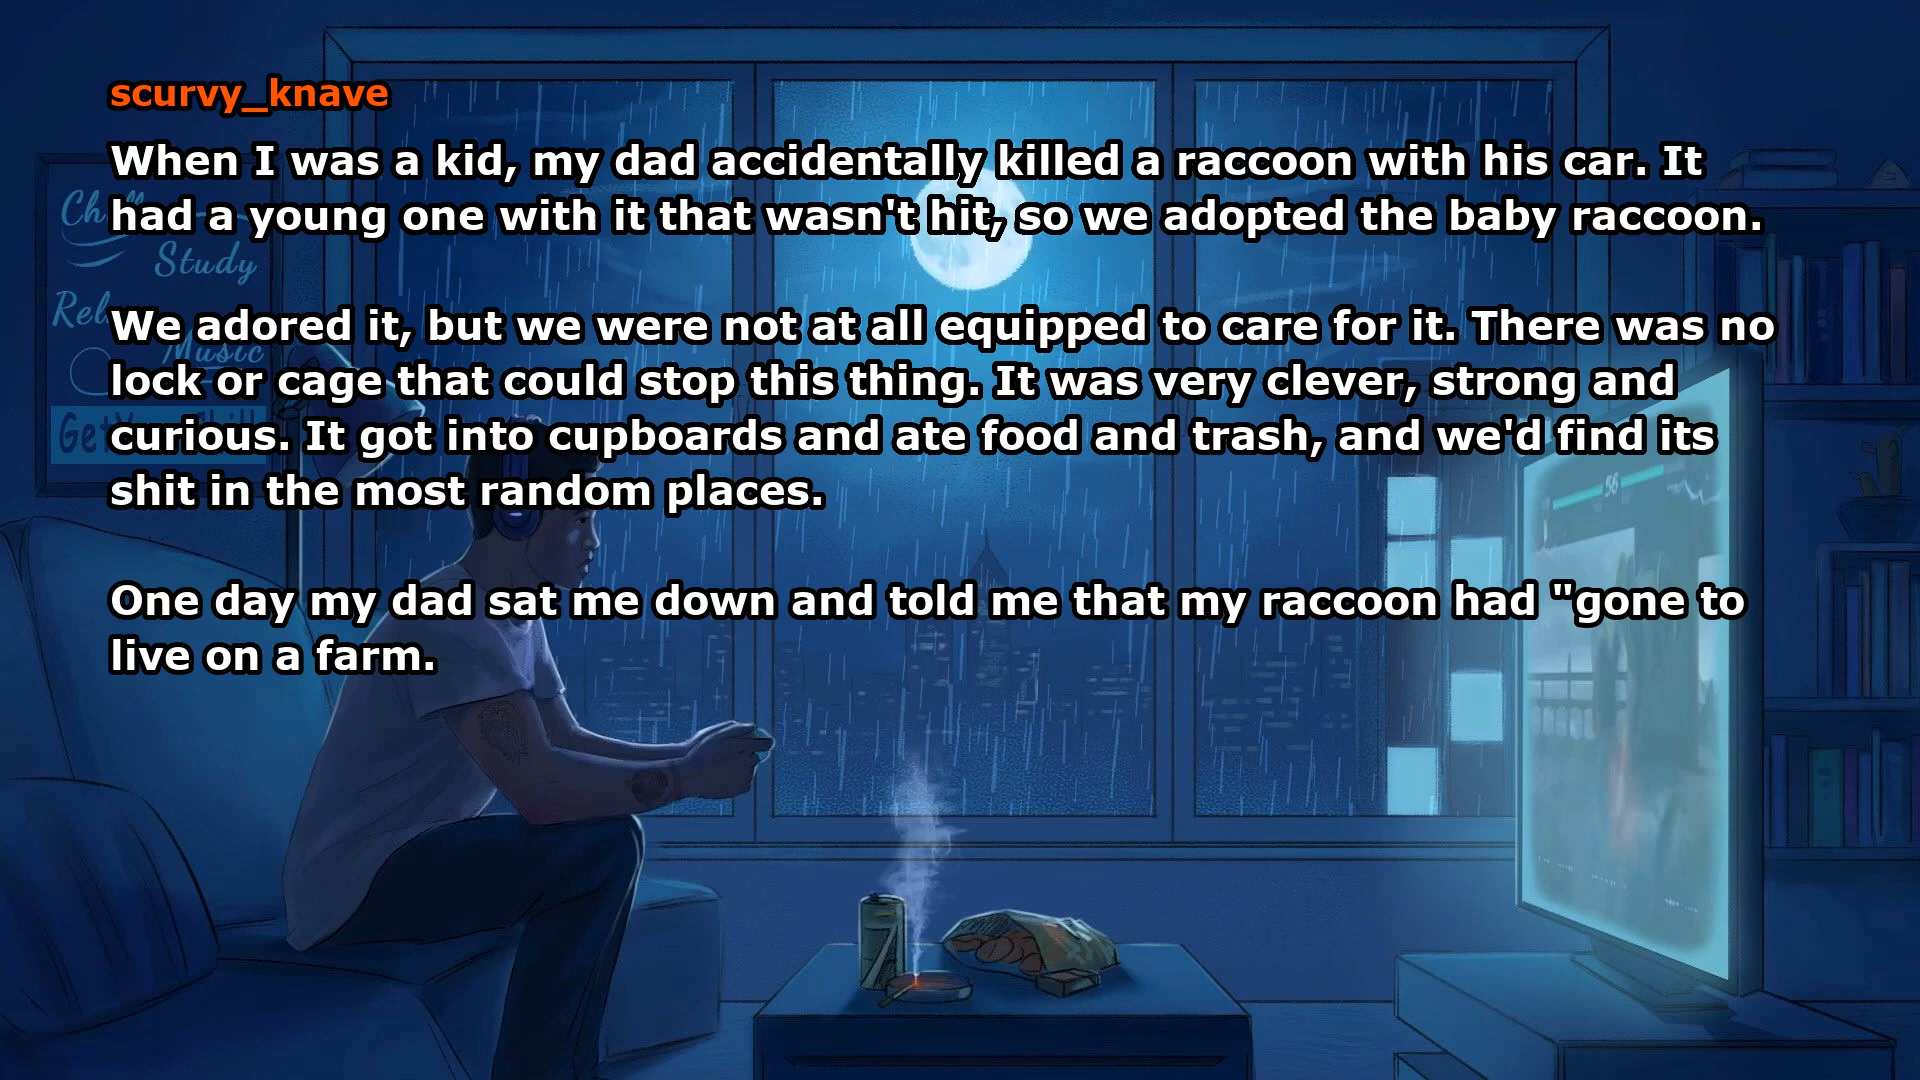 scurvy_knave
When I was a kid, my dad accidentally killed a raccoon with his car. It
had a young one with it that wasn't hit, so we adopted the baby raccoon.
We adored it, but we were not at all equipped to care for it. There was no
lock or cage that could stop this thing. It was very clever, strong and
curious. It got into cupboards and ate food and trash, and we'd find its
shit in the most random places.
One day my dad sat me down and told me that my raccoon had "gone to
live on a farm.
Study
Music
56